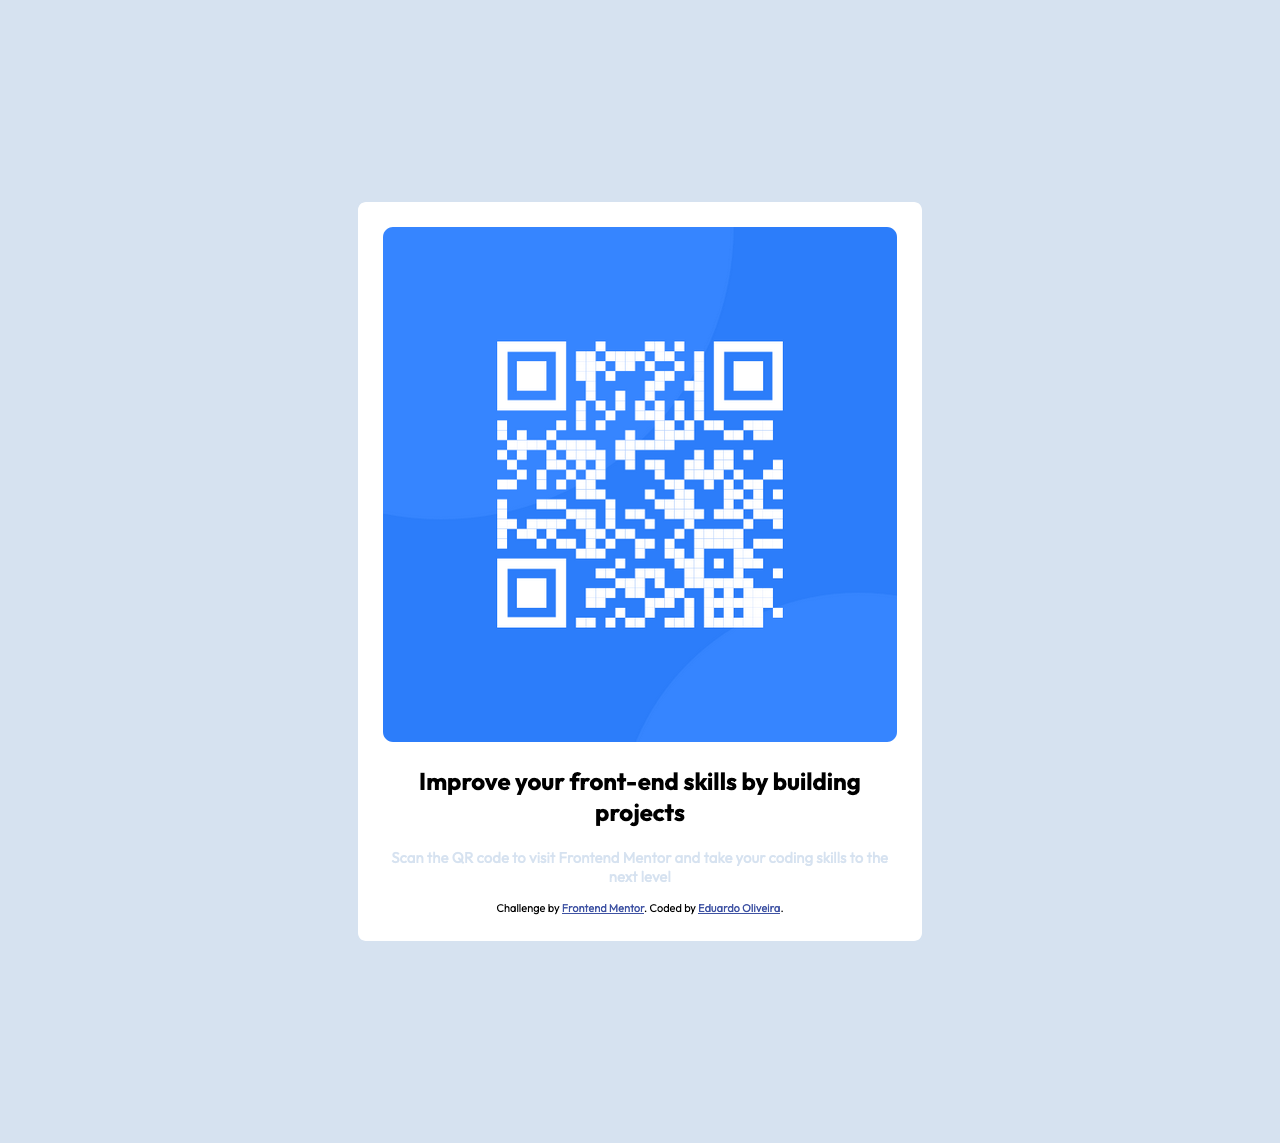 Improve your front-end skills by building
projects
Scan the QR code to visit Frontend Mentor and take your coding skills to the
next level
Challenge by Frontend Mentor. Coded by Eduardo Oliveira.